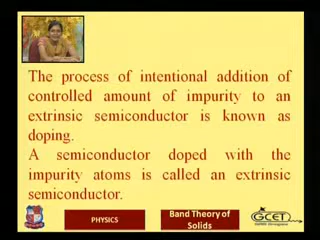 The process of intentional addition of
controlled amount of impurity to an
extrinsic semiconductor is known as
doping.
A semiconductor doped with the
impurity atoms is called an extrinsic
semiconductor.
PHYSICS
Band Theory of
Solids
GCET